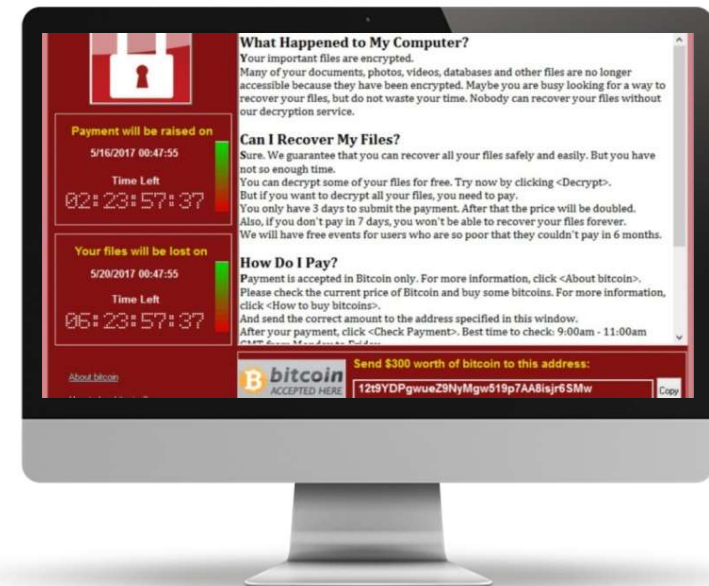 What Happened to My Computer?
Your important files are encrypted.
Many of your documents, photos, videos, databases and other files are no longer
accessible because they have been encrypted. Maybe you are busy looking for a way to
recover your files, but do not waste your time. Nobody can recover your files without
our decryption service.
Can I Recover My Files?
Sure. We guarantee that you can recover all your files safely and easily. But you have
not so enough time.
You can decrypt some of your files for free. Try now by clicking <Decrypt>.
But if you want to decrypt all your files, you need to pay.
You only have 3 days to submit the payment. After that the price will be doubled.
Also, if you don't pay in 7 days, you won't be able to recover your files forever.
We will have free events for users who are so poor that they couldn't pay in 6 months.
How Do I Pay?
Payment is accepted in Bitcoin only. For more information, click <About bitcoin>.
Please check the current price of Bitcoin and buy some bitcoins. For more information,
click <How to buy bitcoins>.
And send the correct amount to the address specified in this window.
After your payment, click <Check Payment>. Best time to check: 9:00am - 11:00am
GMT from Monday to Friday.
Payment will be raised on
5/16/2017 00:47:55
Time Left
02:23:57:37
Your files will be lost on
5/20/2017 00:47:55
Time Left
06:23:57:37
About bitcoin
bitcoin
ACCEPTED HERE
Send $300 worth of bitcoin to this address:
12t9YDPgwueZ9NyMgw519p7AA8isjr6SMw
Copy